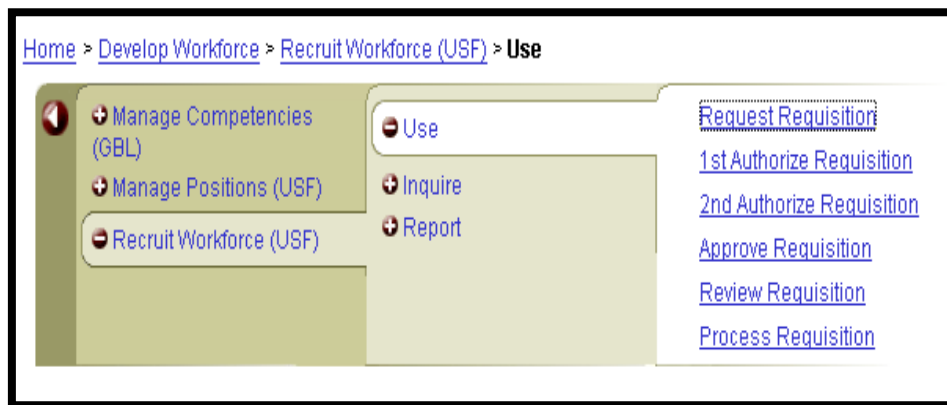 Home > Develop Workforce > Recruit Workforce (USF) > Use
Manage Competencies
(GBL)
Manage Positions (USF)
Recruit Workforce (USF)
Use
Inquire
Report
Request Requisition
1st Authorize Requisition
2nd Authorize Requisition
Approve Requisition
Review Requisition
Process Requisition